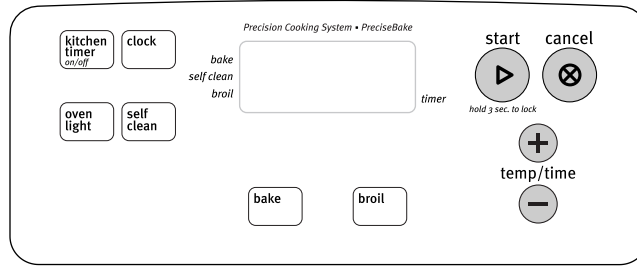 Precision Cooking System • PreciseBake
kitchen
timer
on/off
clock
bake
self clean
broil
timer
start
cancel
hold 3 sec. to lock
oven
light
self
clean
temp/time
bake
broil